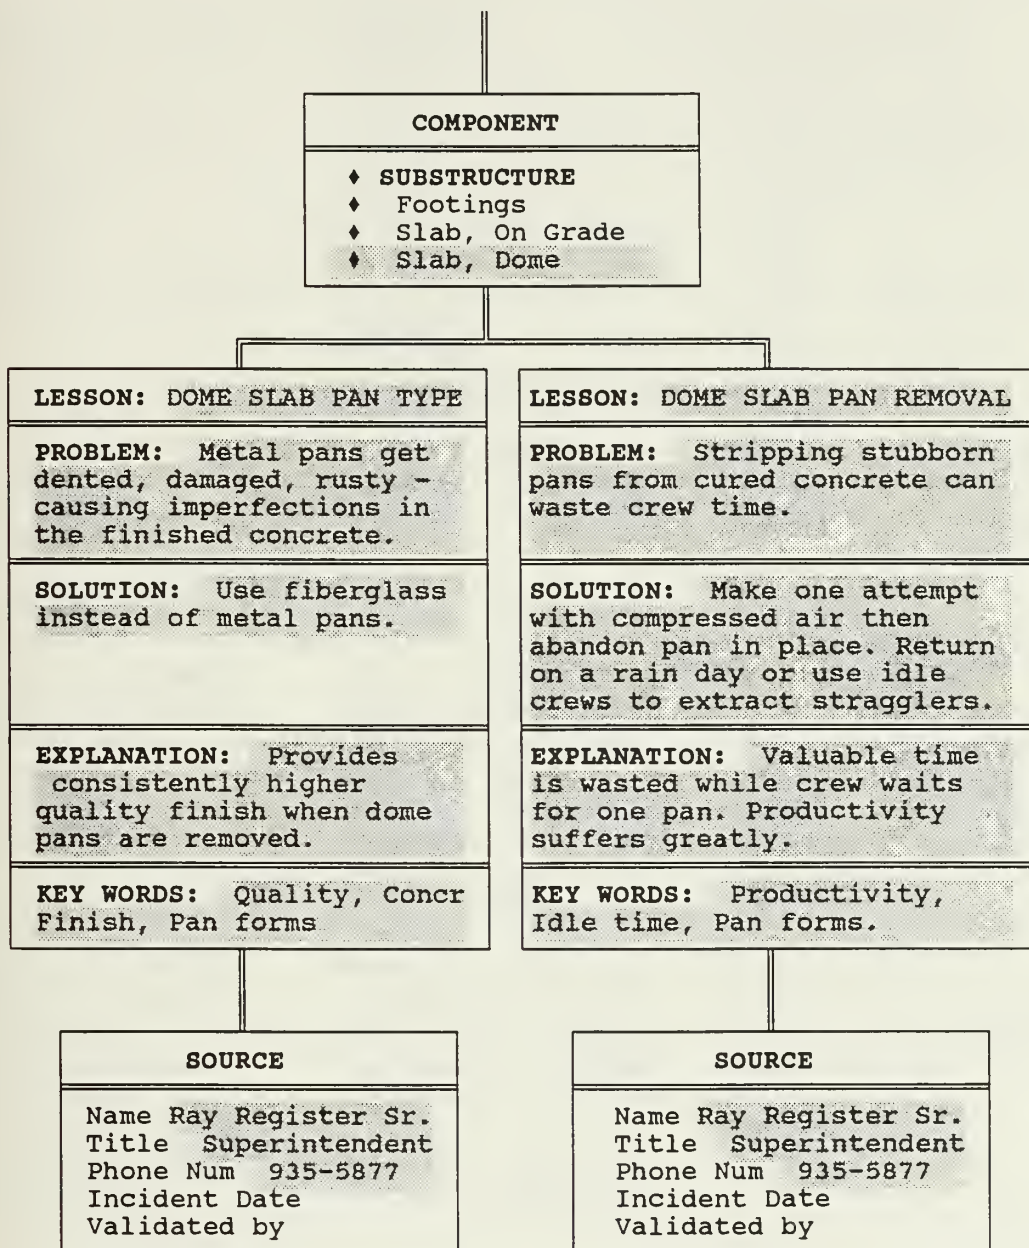 COMPONENT
♦ SUBSTRUCTURE
♦ Footings
♦ Slab, On Grade
♦ Slab, Dome
LESSON: DOME SLAB PAN TYPE
PROBLEM: Metal pans get
dented, damaged, rusty -
causing imperfections in
the finished concrete.
SOLUTION: Use fiberglass
instead of metal pans.
EXPLANATION: Provides
consistently higher
quality finish when dome
pans are removed.
KEY WORDS: Quality, Concr
Finish, Pan forms
SOURCE
Name Ray Register Sr.
Title Superintendent
Phone Num 935-5877
Incident Date
Validated by
LESSON: DOME SLAB PAN REMOVAL
PROBLEM: Stripping stubborn
pans from cured concrete can
waste crew time.
SOLUTION: Make one attempt
with compressed air then
abandon pan in place. Return
on a rain day or use idle
crews to extract stragglers.
EXPLANATION: Valuable time
is wasted while crew waits
for one pan. Productivity
suffers greatly.
KEY WORDS: Productivity,
Idle time, Pan forms.
SOURCE
Name Ray Register Sr.
Title Superintendent
Phone Num 935-5877
Incident Date
Validated by